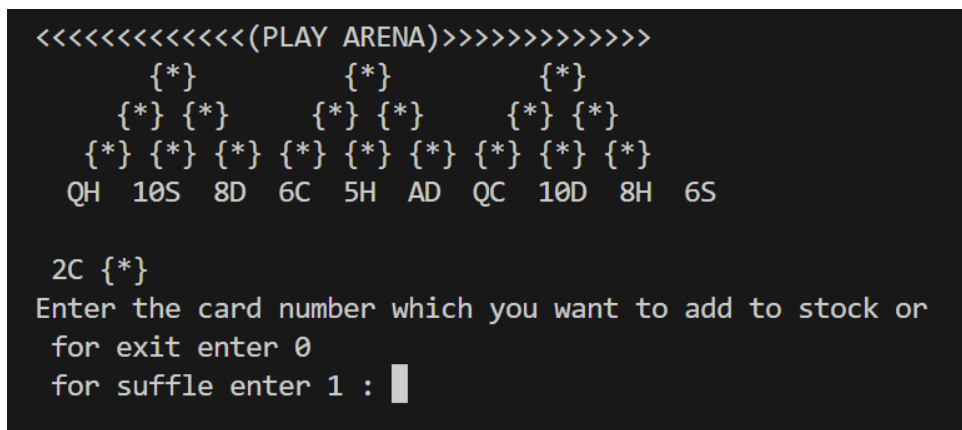 <<<<<<<<<<<<<(PLAY ARENA)>>>>>>>>>>>>>
{*} {*} {*}
{*} {*} {*} {*} {*} {*}
{*} {*} {*} {*} {*} {*} {*} {*} {*}
QH 10S 8D 6C 5H AD QC 10D 8H 6S
2C {*}
Enter the card number which you want to add to stock or
for exit enter 0
for suffle enter 1 :